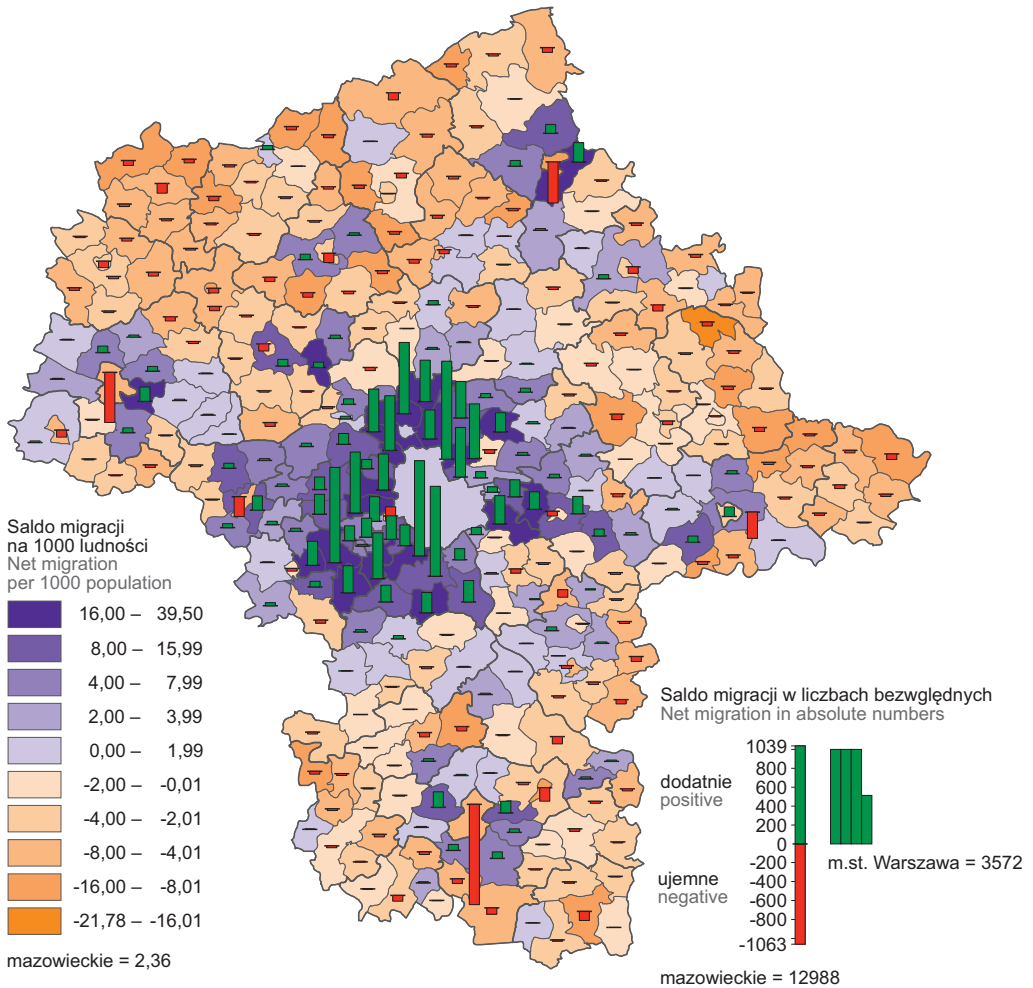 Saldo migracji
na 1000 ludności
Net migration
per 1000 population
16,00 – 39,50
8,00 – 15,99
4,00 – 7,99
2,00 – 3,99
0,00 – 1,99
-2,00 – -0,01
-4,00 – -2,01
-8,00 – -4,01
-16,00 – -8,01
-21,78 – -16,01
mazowieckie = 2,36
Saldo migracji w liczbach bezwględnych
Net migration in absolute numbers
dodatnie
positive
ujemne
negative
1039
800
600
400
200
0
-200
-400
-600
-800
-1063
m.st. Warszawa = 3572
mazowieckie = 12988